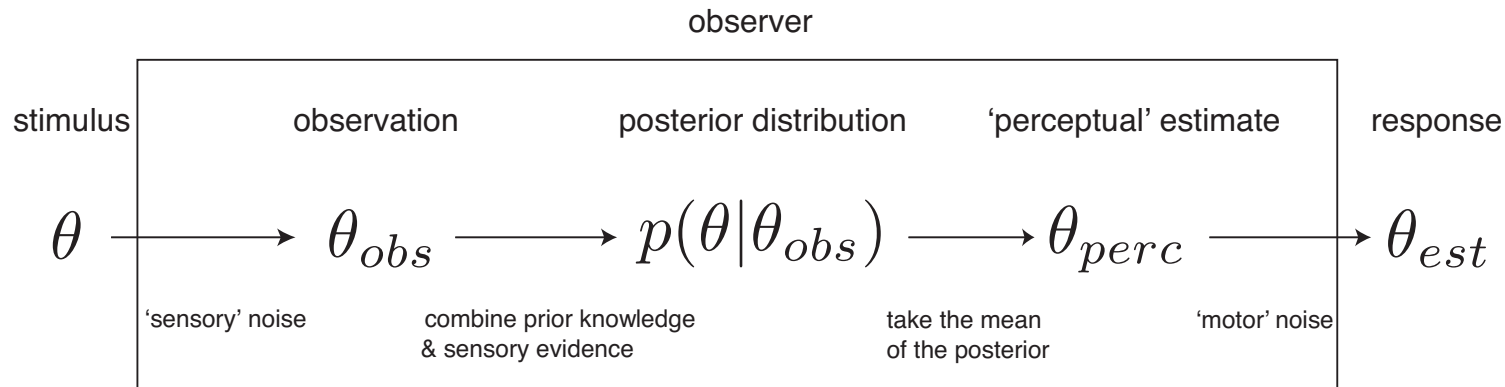 observer
stimulus observation posterior distribution ‘perceptual’ estimate response
θ θ_obs p(θ|θ_obs) θ_perc θ_est
‘sensory’ noise combine prior knowledge take the mean ‘motor’ noise
& sensory evidence of the posterior